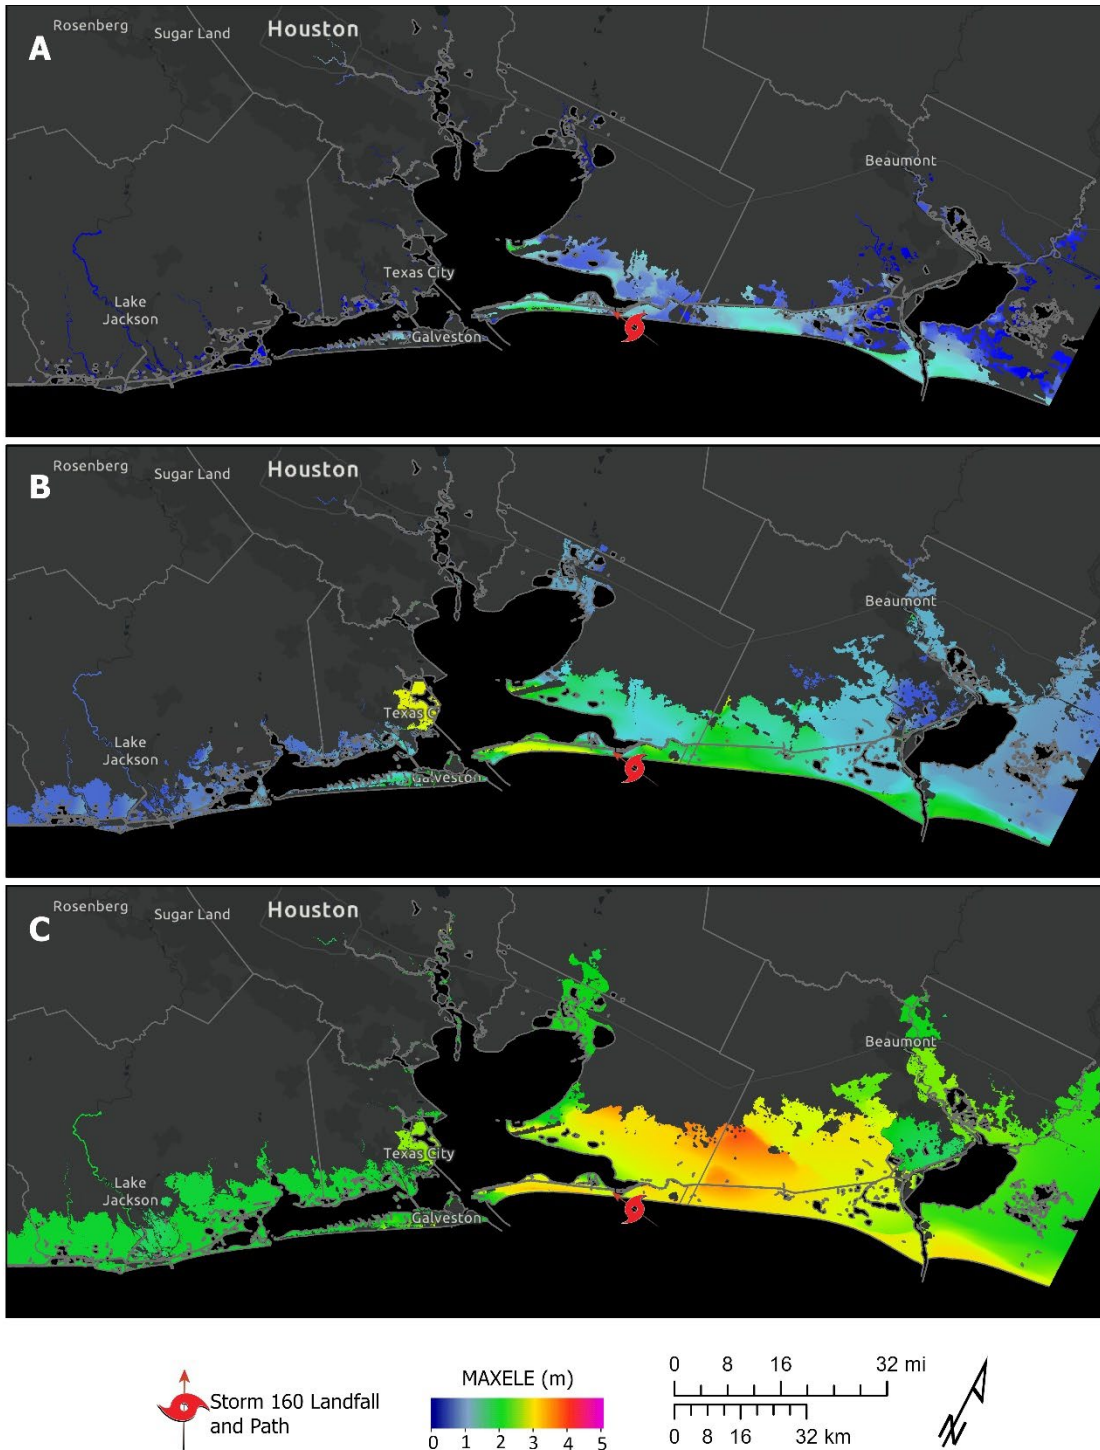 A
Rosenberg
Sugar Land
Houston
Beaumont
Texas City
Lake
Jackson
Galveston
B
Rosenberg
Sugar Land
Houston
Beaumont
Texas C
Lake
Jackson
Galveston
C
Rosenberg
Sugar Land
Houston
Beaumont
Texas City
Lake
Jackson
Galveston
Storm 160 Landfall
and Path
MAXELE (m)
0 1 2 3 4 5
0 8 16 32 mi
0 8 16 32 km
N